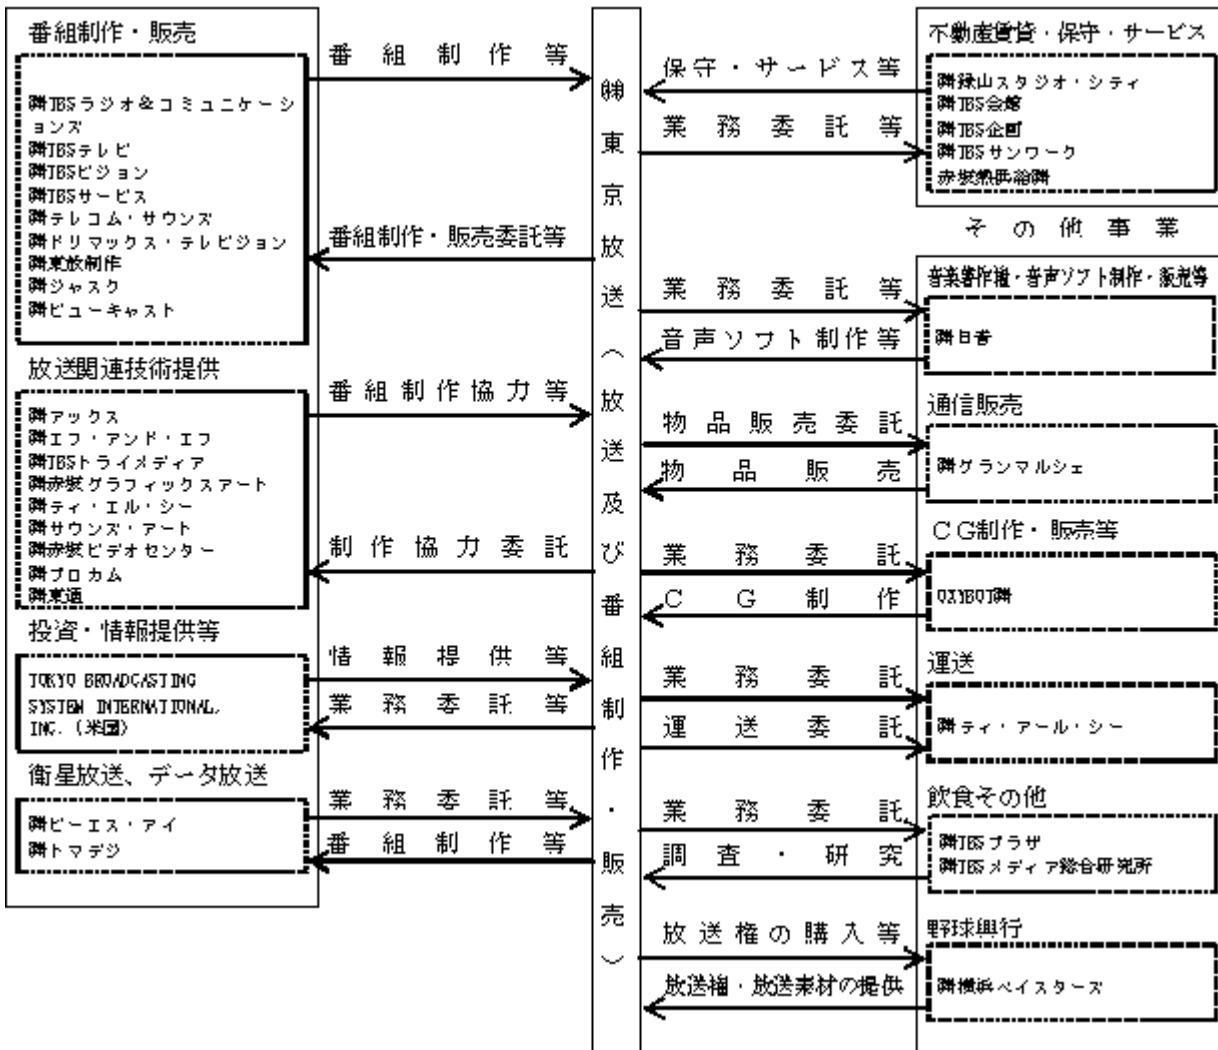 番組制作・販売
㈱TBSラジオ&コミュニケーシ
ョンズ
㈱TBSテレビ
㈱TBSビジョン
㈱TBSサービス
㈱テレコム・サウンズ
㈱ドリマックス・テレビジョン
㈱東放制作
㈱ジャスク
㈱ビューキャスト
放送関連技術提供
㈱アックス
㈱エフ・アンド・エフ
㈱TBSトライメディア
㈱赤坂グラフィックスアート
㈱ティ・エル・シー
㈱サウンズ・アート
㈱赤坂ビデオセンター
㈱プロカム
㈱東通
投資・情報提供等
TOKYO BROADCASTING
SYSTEM INTERNATIONAL,
INC.(米国)
衛星放送、データ放送
㈱ビーエス・アイ
㈱トマデジ
番組制作等
番組制作・販売委託等
番組制作協力等
制作協力委託
情報提供等
業務委託等
業務委託等
番組制作等
㈱東京放送(放送及び番組制作・販売)
保守・サービス等
業務委託等
業務委託等
音声ソフト制作等
物品販売委託
物品販売
業務委託
CG制作
業務委託
運送委託
業務委託
調査・研究
放送権の購入等
放送権・放送素材の提供
不動産賃貸・保守・サービス
㈱緑山スタジオ・シティ
㈱TBS会館
㈱TBS企画
㈱TBSサンワーク
赤坂熱供給㈱
その他事業
音楽著作権・音声ソフト制作・販売等
㈱日音
通信販売
㈱グランマルシェ
CG制作・販売等
OXYBOT㈱
運送
㈱ティ・アール・シー
飲食その他
㈱TBSプラザ
㈱TBSメディア総合研究所
野球興行
㈱横浜ベイスターズ